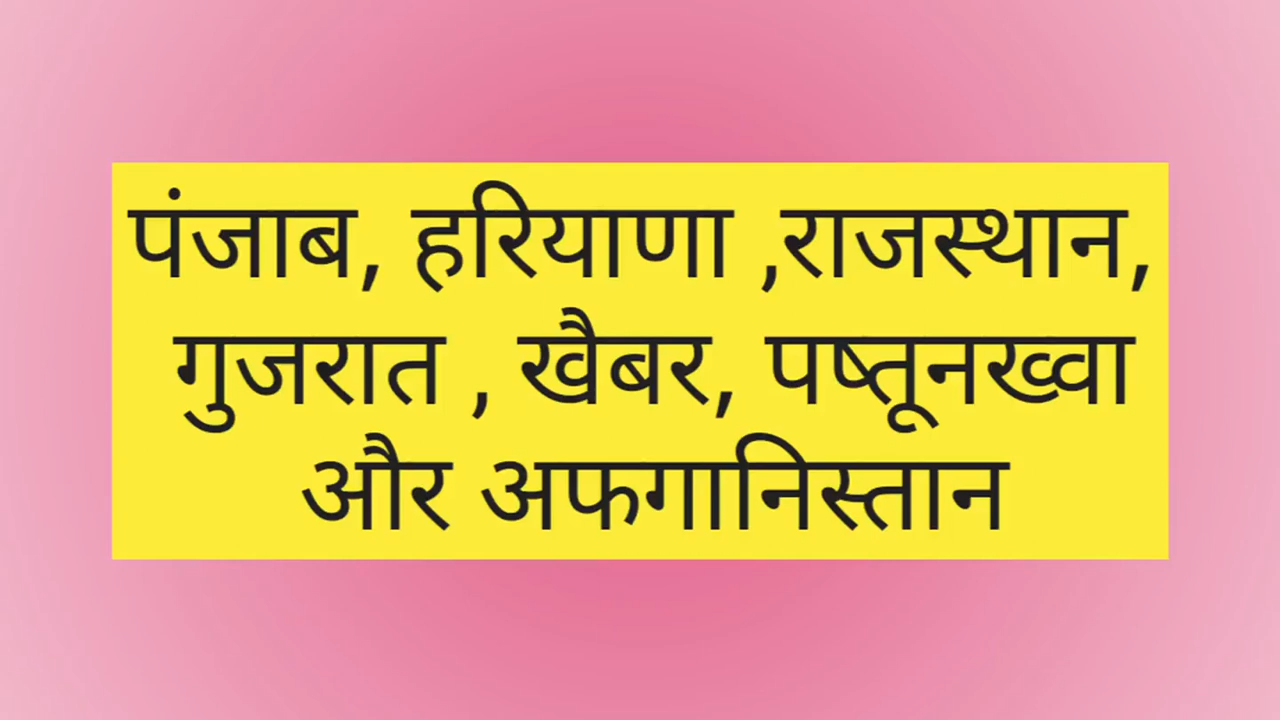 पंजाब, हरियाणा ,राजस्थान,
गुजरात , खैबर, पष्तूनख्वा
और अफगानिस्तान